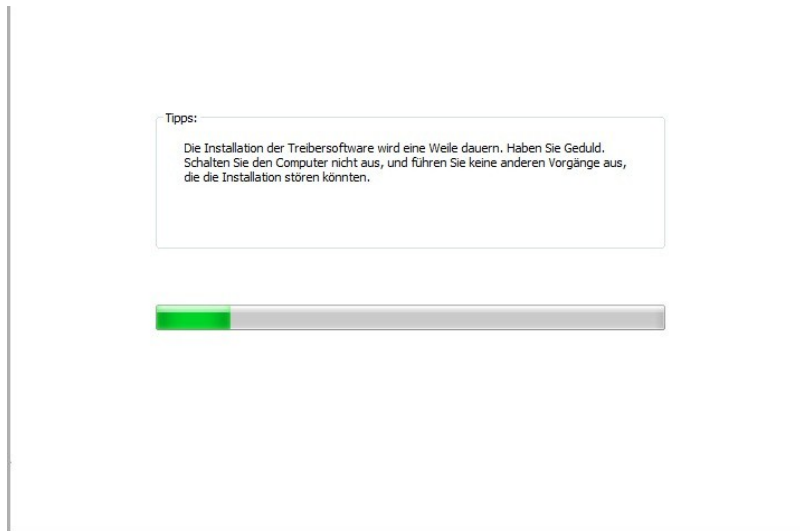 Tipps:
Die Installation der Treibersoftware wird eine Weile dauern. Haben Sie Geduld.
Schalten Sie den Computer nicht aus, und führen Sie keine anderen Vorgänge aus,
die die Installation stören könnten.